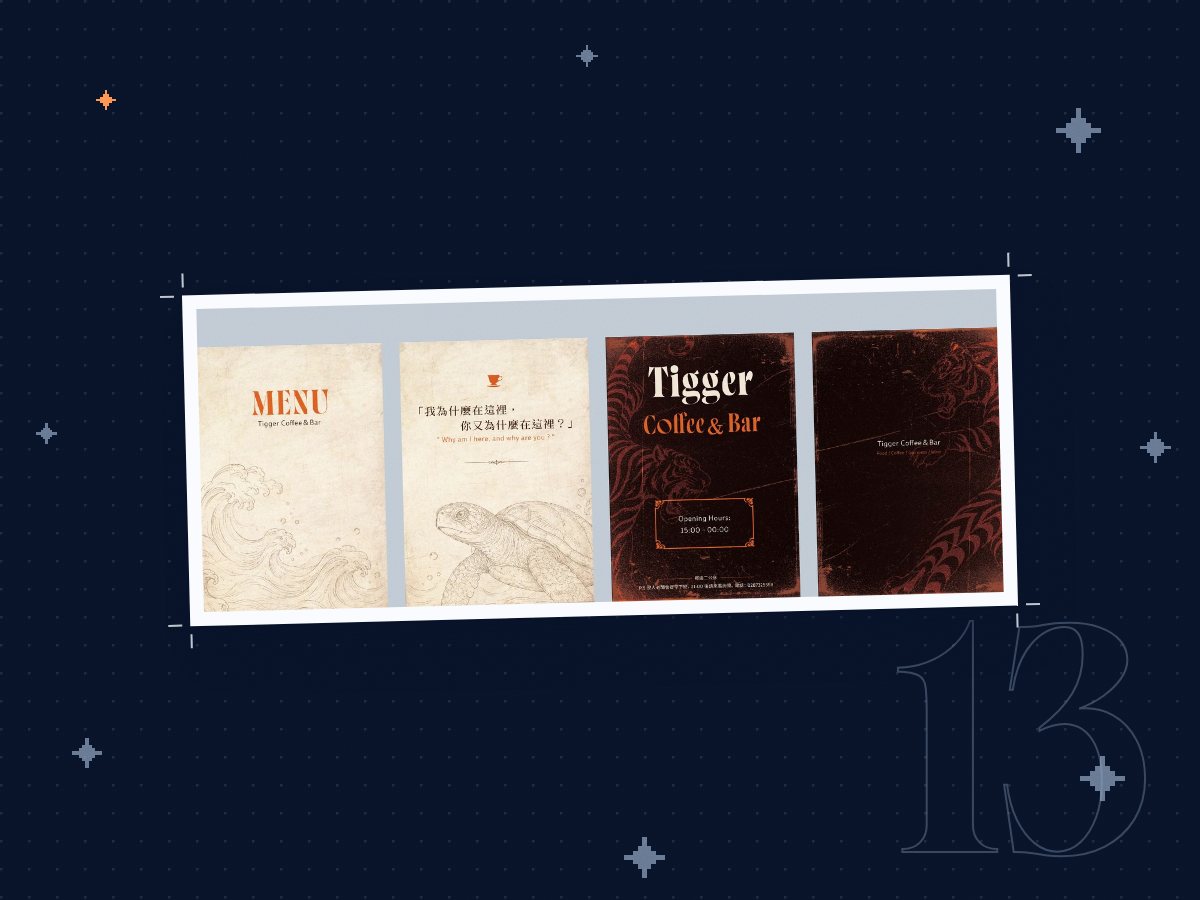 MENU
Tigger Coffee & Bar
「我為什麼在這裡，
你又為什麼在這裡？」
" Why am I here, and why are you ? "
Tigger
Coffee & Bar
Opening Hours:
15:00 - 00:00
Tigger Coffee & Bar
13